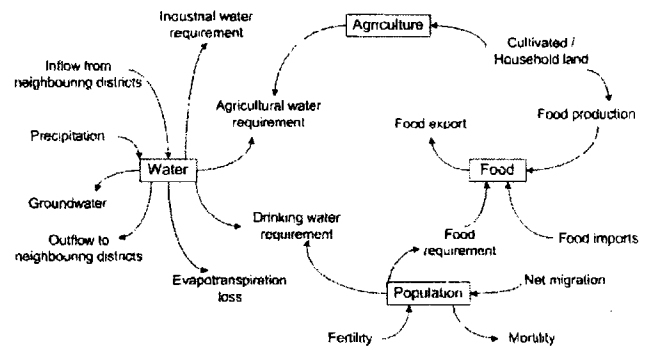 Industrial water
requirement
Agriculture
Cultivated /
Household land
Inflow from
neighbouring districts
Agricultural water
requirement
Food export
Food production
Precipitation
Water
Food
Groundwater
Drinking water
requirement
Food
requirement
Outflow to
neighbouring districts
Food imports
Evapotranspiration
loss
Net migration
Population
Fertility
Mortility